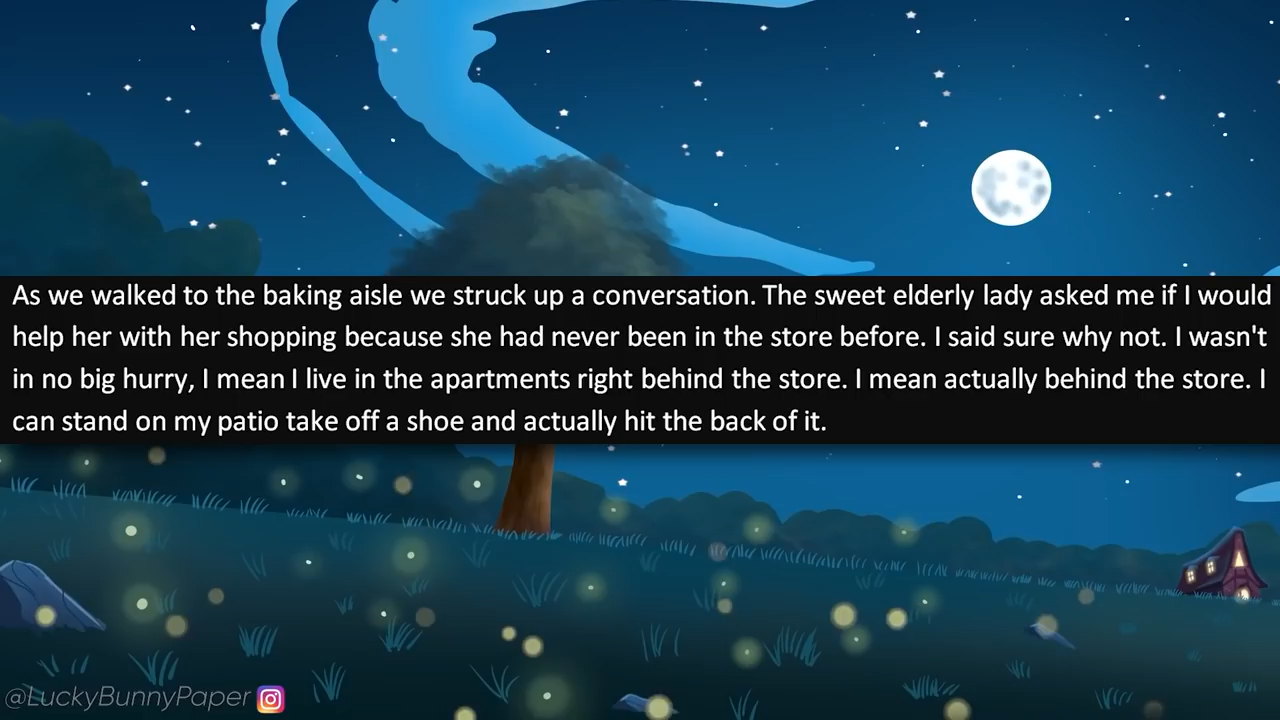 As we walked to the baking aisle we struck up a conversation. The sweet elderly lady asked me if I would
help her with her shopping because she had never been in the store before. I said sure why not. I wasn't
in no big hurry, I mean I live in the apartments right behind the store. I mean actually behind the store. I
can stand on my patio take off a shoe and actually hit the back of it.
@LuckyBunnyPaper